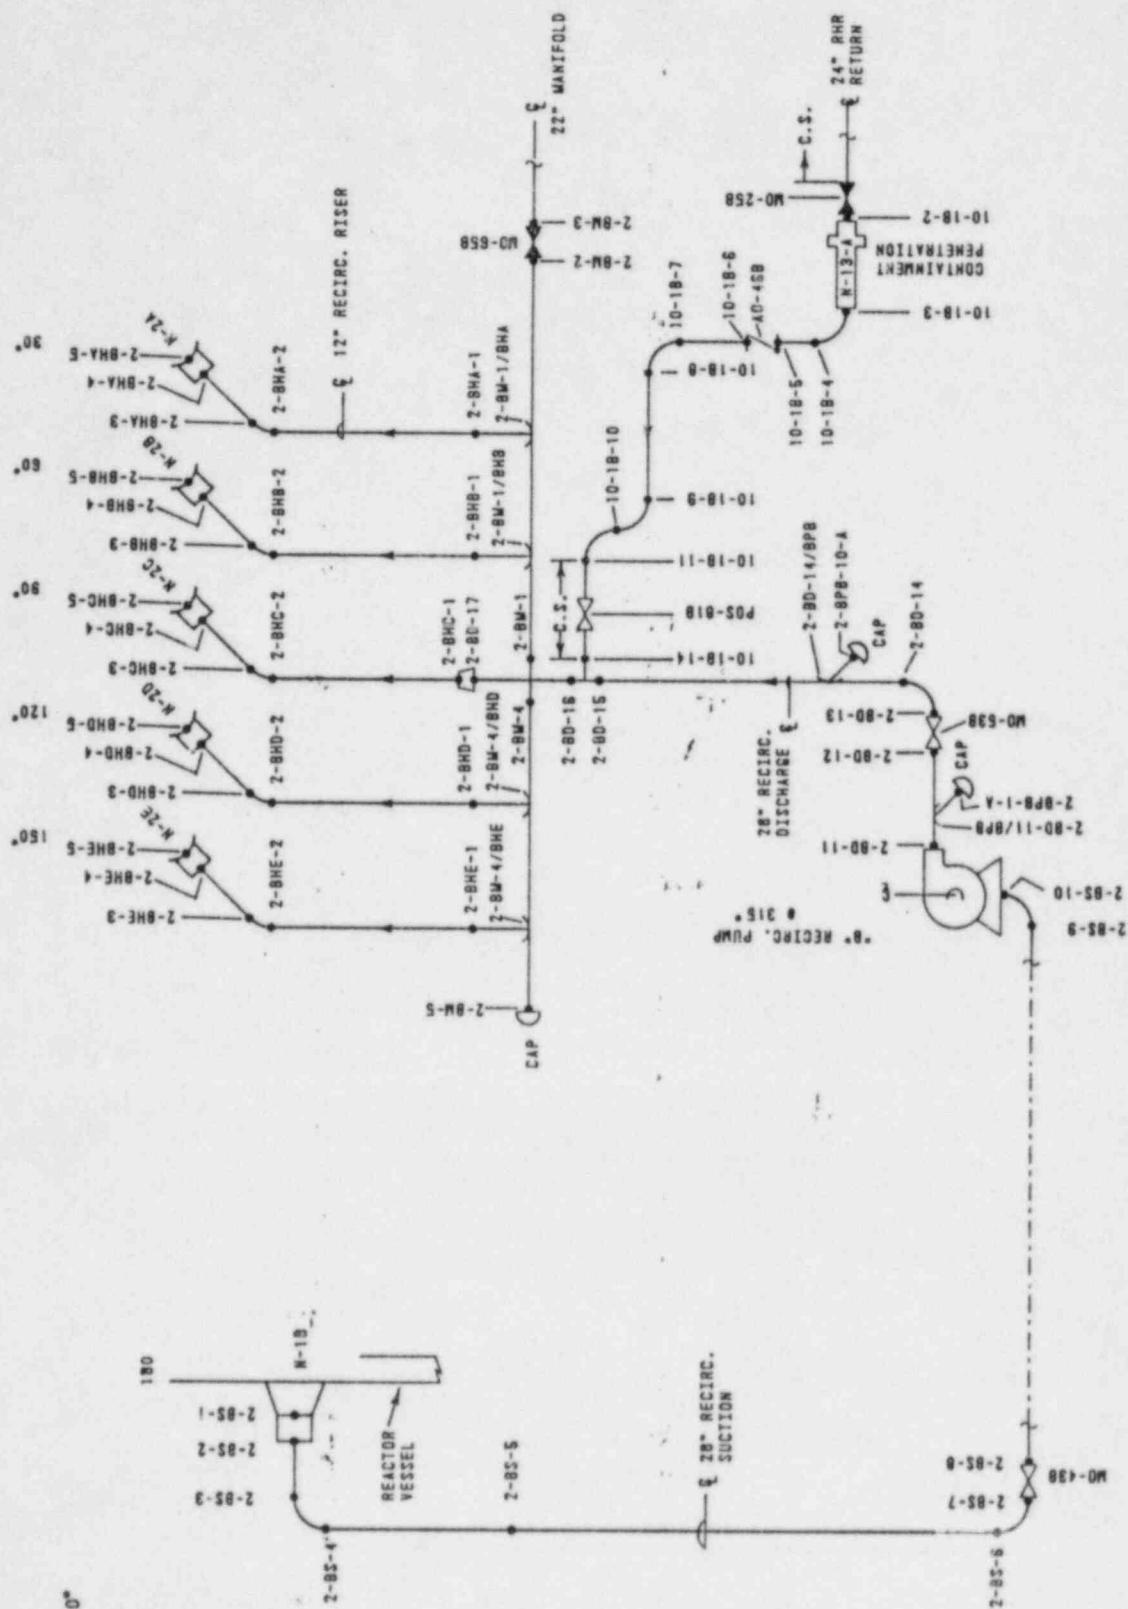 30°
60°
90°
120°
150°
N-2A
2-BHA-5
2-BHA-4
2-BHA-3
2-BHA-2
2-BHA-1
2-BM-1/BHA
N-2B
2-BHB-5
2-BHB-4
2-BHB-3
2-BHB-2
2-BHB-1
2-BM-1/BHB
N-2C
2-BHC-5
2-BHC-4
2-BHC-3
2-BHC-2
2-BHC-1
2-BD-17
2-BM-1
N-2D
2-BHD-5
2-BHD-4
2-BHD-3
2-BHD-2
2-BHD-1
2-BM-4/BHD
2-BM-4
N-2E
2-BHE-5
2-BHE-4
2-BHE-3
2-BHE-2
2-BHE-1
2-BM-4/BHE
2-BM-5
CAP
℄ 12" RECIRC. RISER
MO-65B
2-BM-3
2-BM-2
℄
22" MANIFOLD
24" RHR
℄ RETURN
C.S.
MO-25B
10-1B-2
CONTAINMENT
PENETRATION
N-13-A
10-1B-3
10-1B-4
10-1B-5
AO-46B
10-1B-6
10-1B-7
10-1B-8
10-1B-9
10-1B-10
10-1B-11
C.S.
POS-81B
10-1B-14
2-BD-16
2-BD-15
28" RECIRC.
DISCHARGE ℄
2-BD-14/BPB
2-BPB-10-A
CAP
2-BD-14
2-BD-13
MO-53B
2-BD-12
CAP
2-BPB-1-A
2-BD-11/BPB
2-BD-11
℄
"B" RECIRC. PUMP
@ 315°
2-BS-10
2-BS-9
180
N-1B
2-BS-1
2-BS-2
2-BS-3
REACTOR
VESSEL
2-BS-4
2-BS-5
℄ 28" RECIRC.
SUCTION
2-BS-6
2-BS-7
2-BS-8
MO-43B
0°